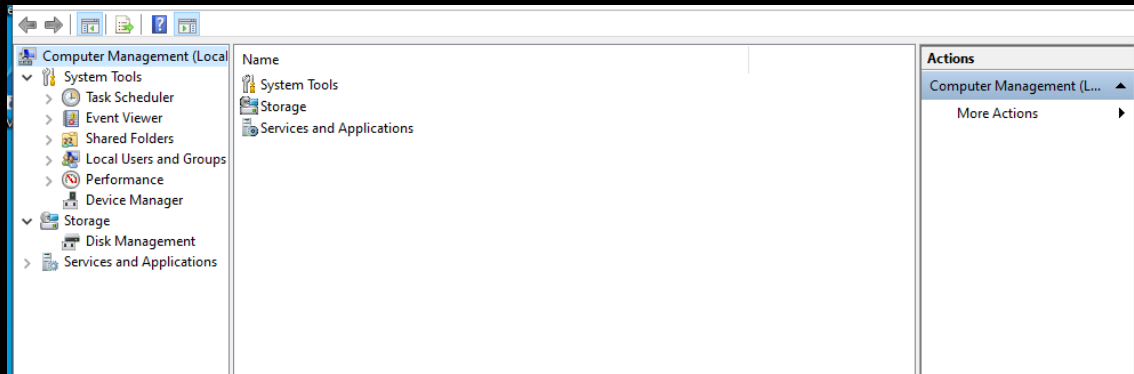 Computer Management (Local
System Tools
Task Scheduler
Event Viewer
Shared Folders
Local Users and Groups
Performance
Device Manager
Storage
Disk Management
Services and Applications
Name
System Tools
Storage
Services and Applications
Actions
Computer Management (L...
More Actions